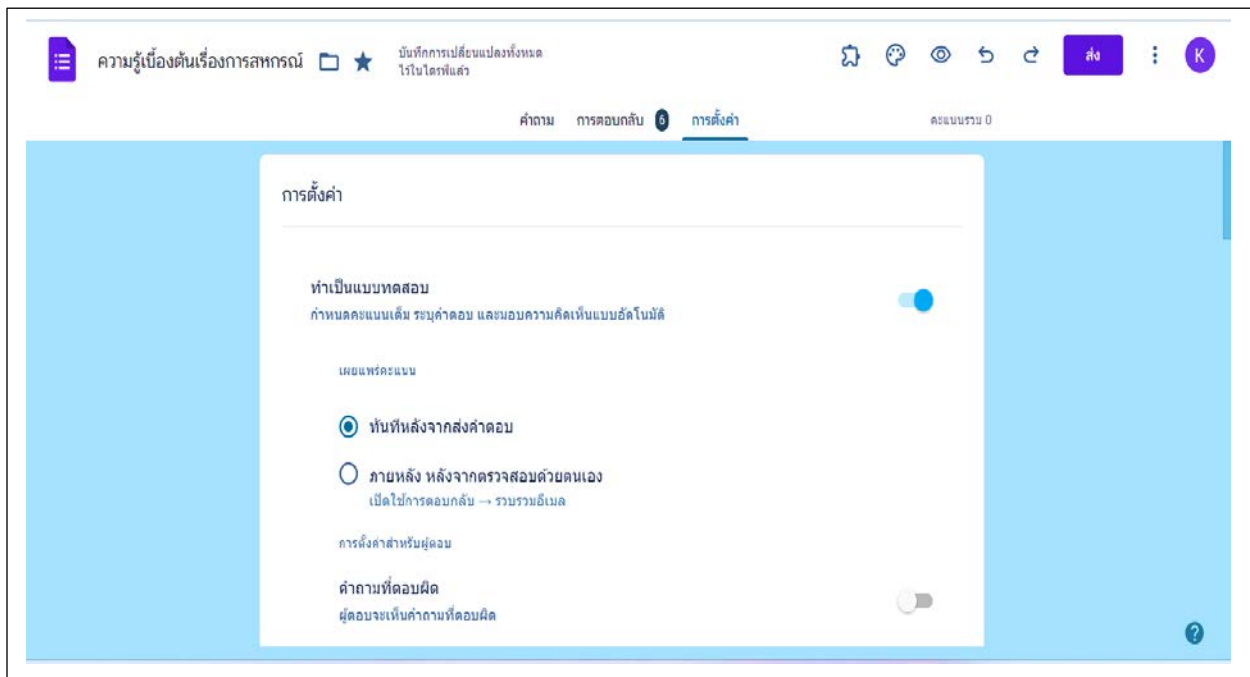 ความรู้เบื้องต้นเรื่องการสหกรณ์
บันทึกการเปลี่ยนแปลงทั้งหมด
ไว้ในไดรฟ์แล้ว
ส่ง
K
คำถาม การตอบกลับ 6 การตั้งค่า คะแนนรวม 0
การตั้งค่า
ทำเป็นแบบทดสอบ
กำหนดคะแนนเต็ม ระบุคำตอบ และมอบความคิดเห็นแบบอัตโนมัติ
เผยแพร่คะแนน
ทันทีหลังจากส่งคำตอบ
ภายหลัง หลังจากตรวจสอบด้วยตนเอง
เปิดใช้การตอบกลับ → รวบรวมอีเมล
การตั้งค่าสำหรับผู้ตอบ
คำถามที่ตอบผิด
ผู้ตอบจะเห็นคำถามที่ตอบผิด